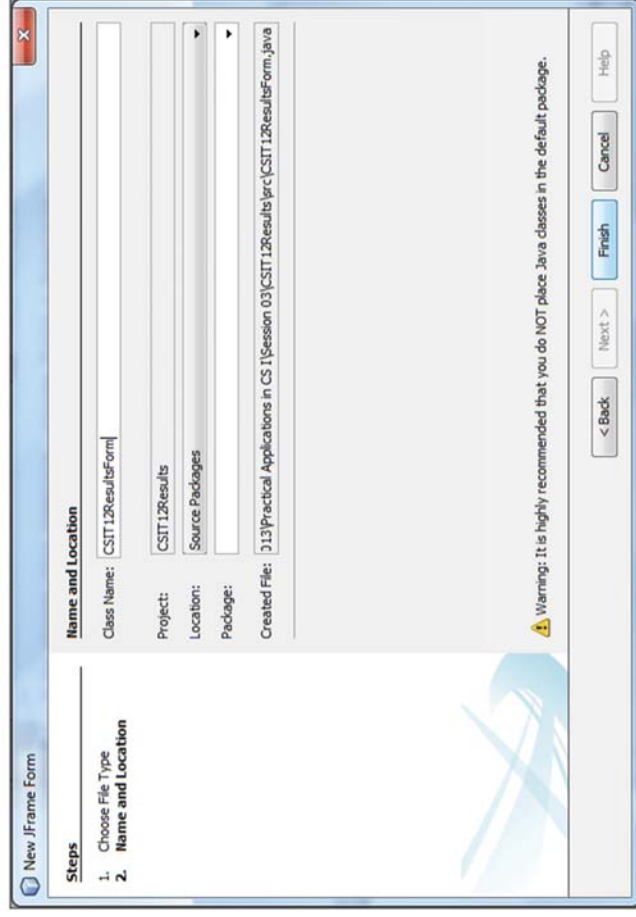 New JFrame Form
Steps
1. Choose File Type
2. Name and Location
Name and Location
Class Name: CSIT12ResultsForm
Project: CSIT12Results
Location: Source Packages
Package:
Created File: 013\Practical Applications in CS I\Session 03\CSIT12Results\src\CSIT12ResultsForm.java
Warning: It is highly recommended that you do NOT place Java classes in the default package.
< Back Next > Finish Cancel Help